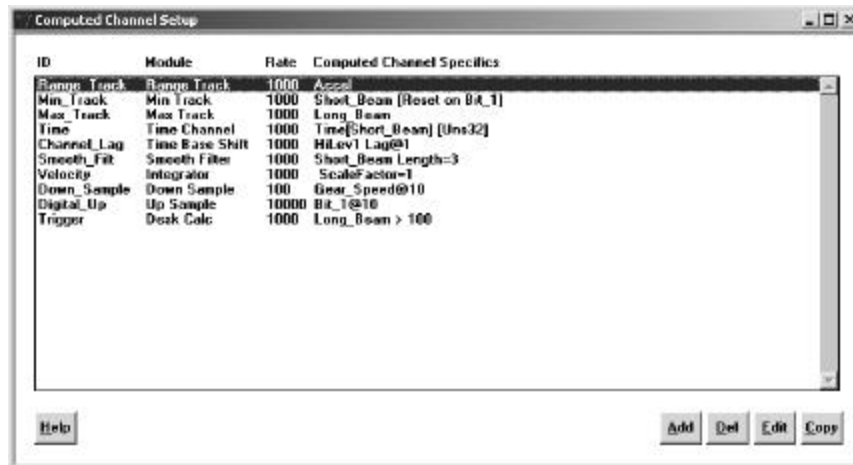 Computed Channel Setup
ID Module Rate Computed Channel Specifics
Range_Track Range Track 1000 Accel
Min_Track Min Track 1000 Short_Beam [Reset on Bit_1]
Max_Track Max Track 1000 Long_Beam
Time Time Channel 1000 Time[Short_Beam] [Uns32]
Channel_Lag Time Base Shift 1000 HiLev1 Lag@1
Smooth_Filt Smooth Filter 1000 Short_Beam Length=3
Velocity Integrator 1000 ScaleFactor=1
Down_Sample Down Sample 100 Gear_Speed@10
Digital_Up Up Sample 10000 Bit_1@10
Trigger Desk Calc 1000 Long_Beam > 100
Help Add Del Edit Copy